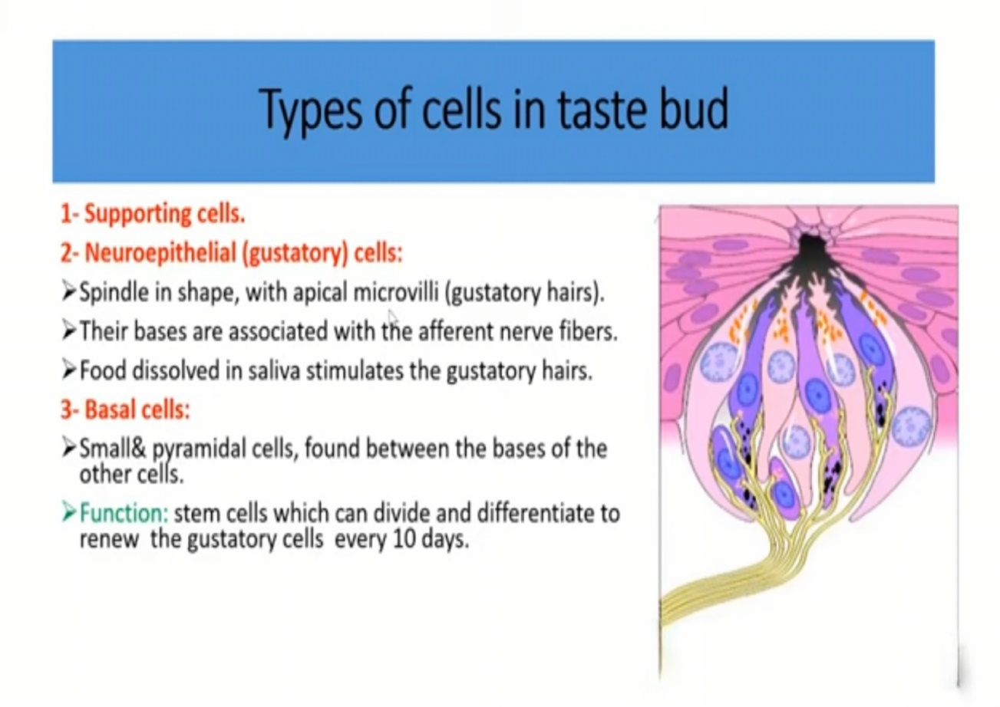 Types of cells in taste bud
1- Supporting cells.
2- Neuroepithelial (gustatory) cells:
➢Spindle in shape, with apical microvilli (gustatory hairs).
➢Their bases are associated with the afferent nerve fibers.
➢Food dissolved in saliva stimulates the gustatory hairs.
3- Basal cells:
➢Small& pyramidal cells, found between the bases of the
other cells.
➢Function: stem cells which can divide and differentiate to
renew  the gustatory cells  every 10 days.